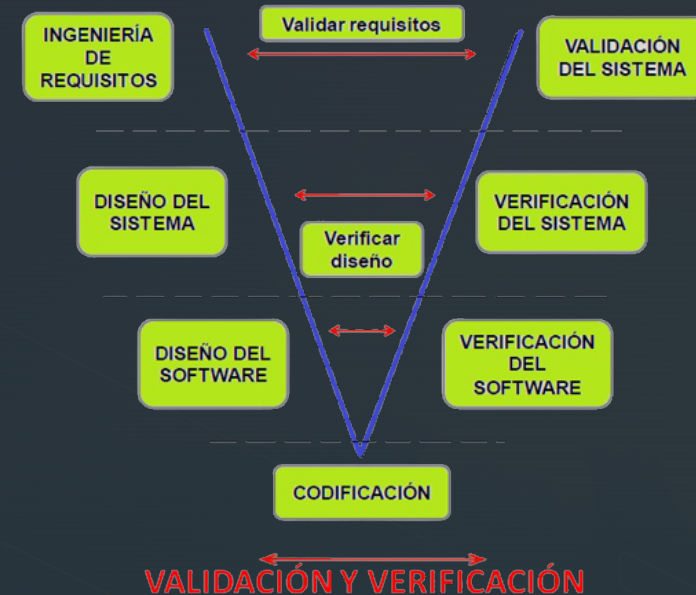 INGENIERÍA
DE
REQUISITOS
Validar requisitos
VALIDACIÓN
DEL SISTEMA
DISEÑO DEL
SISTEMA
Verificar
diseño
VERIFICACIÓN
DEL SISTEMA
DISEÑO DEL
SOFTWARE
VERIFICACIÓN
DEL
SOFTWARE
CODIFICACIÓN
VALIDACIÓN Y VERIFICACIÓN